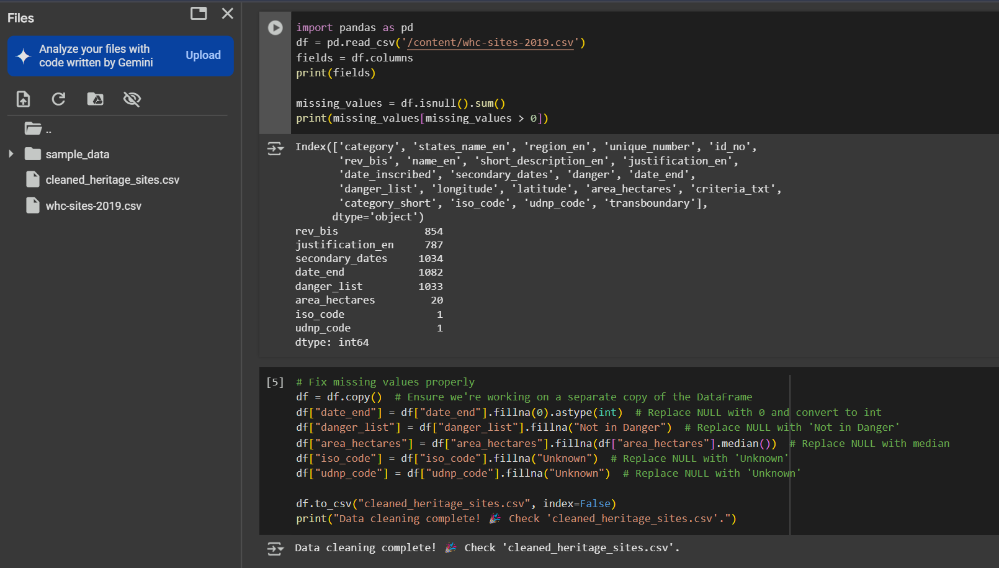 Files
Analyze your files with
code written by Gemini
Upload
..
sample_data
cleaned_heritage_sites.csv
whc-sites-2019.csv
import pandas as pd
df = pd.read_csv('/content/whc-sites-2019.csv')
fields = df.columns
print(fields)
missing_values = df.isnull().sum()
print(missing_values[missing_values > 0])
Index(['category', 'states_name_en', 'region_en', 'unique_number', 'id_no',
'rev_bis', 'name_en', 'short_description_en', 'justification_en',
'date_inscribed', 'secondary_dates', 'danger', 'date_end',
'danger_list', 'longitude', 'latitude', 'area_hectares', 'criteria_txt',
'category_short', 'iso_code', 'udnp_code', 'transboundary'],
dtype='object')
rev_bis 854
justification_en 787
secondary_dates 1034
date_end 1082
danger_list 1033
area_hectares 20
iso_code 1
udnp_code 1
dtype: int64
[5] # Fix missing values properly
df = df.copy() # Ensure we're working on a separate copy of the DataFrame
df["date_end"] = df["date_end"].fillna(0).astype(int) # Replace NULL with 0 and convert to int
df["danger_list"] = df["danger_list"].fillna("Not in Danger") # Replace NULL with 'Not in Danger'
df["area_hectares"] = df["area_hectares"].fillna(df["area_hectares"].median()) # Replace NULL with median
df["iso_code"] = df["iso_code"].fillna("Unknown") # Replace NULL with 'Unknown'
df["udnp_code"] = df["udnp_code"].fillna("Unknown") # Replace NULL with 'Unknown'
df.to_csv("cleaned_heritage_sites.csv", index=False)
print("Data cleaning complete! 🎉 Check 'cleaned_heritage_sites.csv'.")
Data cleaning complete! 🎉 Check 'cleaned_heritage_sites.csv'.